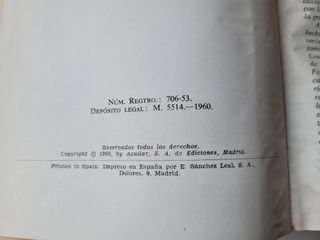 NÚM. REGTRO.: 706-53.
DEPÓSITO LEGAL: M. 5514.—1960.
Reservados todos los derechos.
Copyright © 1960, by Aguilar, S. A. de Ediciones, Madrid.
Printed in Spain. Impreso en España por E. Sánchez Leal, S. A.
Dolores, 9, Madrid.